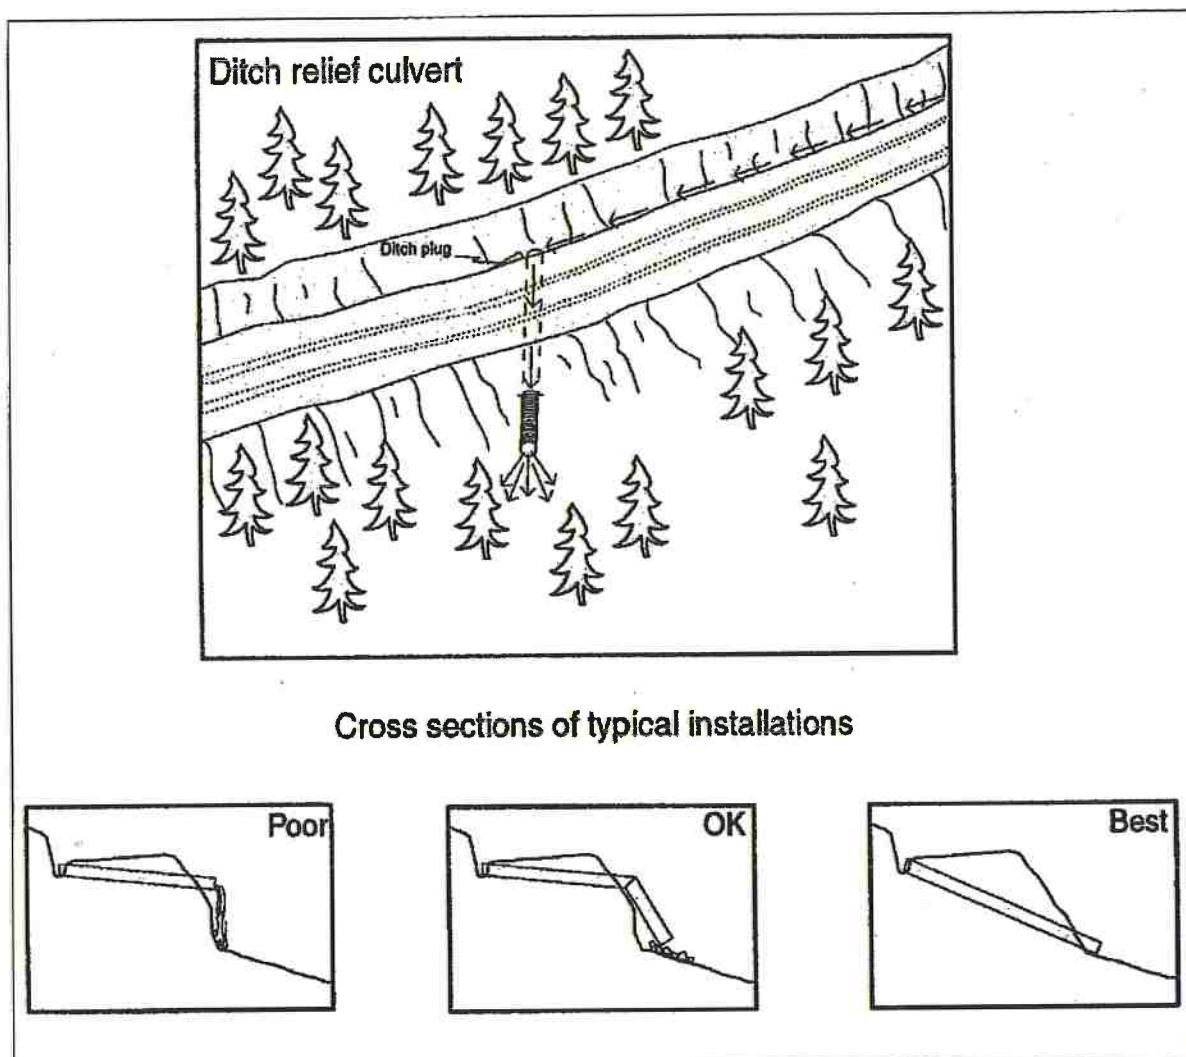 Ditch relief culvert
Ditch plug
Cross sections of typical installations
Poor
OK
Best